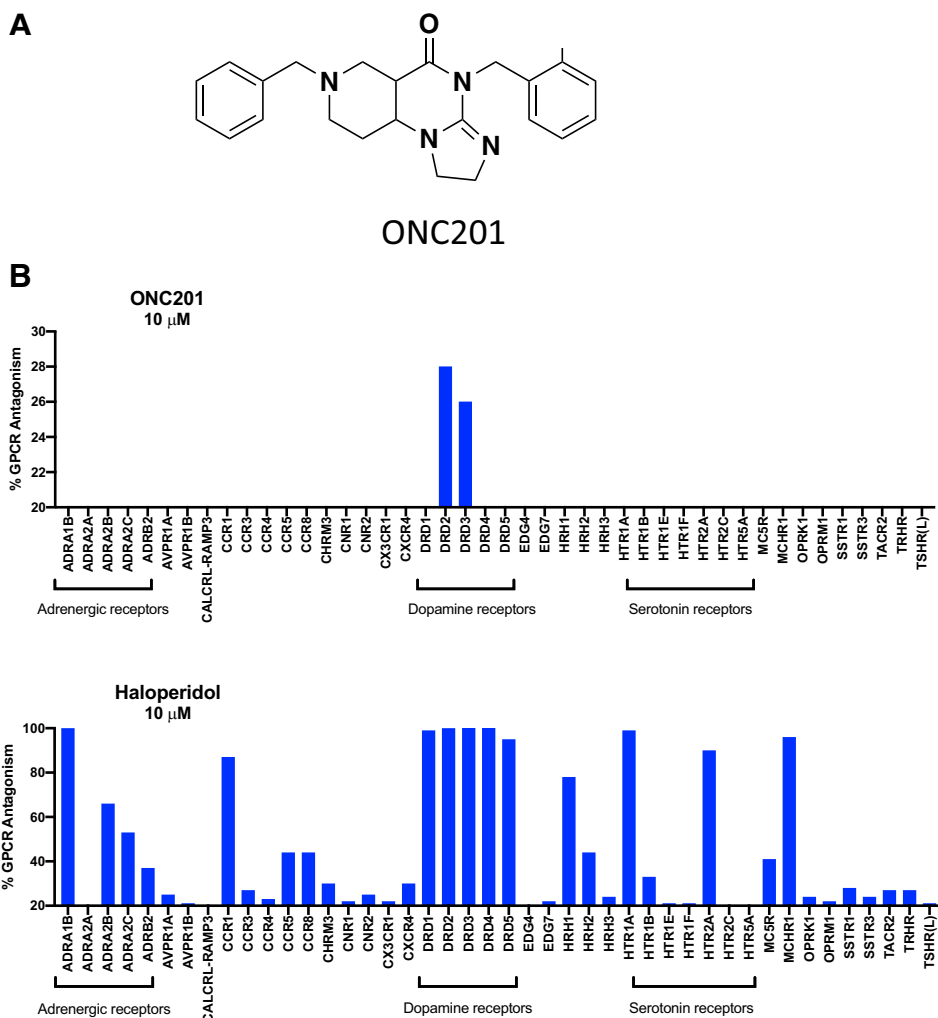 A
O
N
N
N
N
ONC201
B
ONC201
10 μM
% GPCR Antagonism
30
28
26
24
22
20
ADRA1B
ADRA2A
ADRA2B
ADRA2C
ADRB2
AVPR1A
AVPR1B
CALCRL-RAMP3
CCR1
CCR3
CCR4
CCR5
CCR8
CHRM3
CNR1
CNR2
CX3CR1
CXCR4
DRD1
DRD2
DRD3
DRD4
DRD5
EDG4
EDG7
HRH1
HRH2
HRH3
HTR1A
HTR1B
HTR1E
HTR1F
HTR2A
HTR2C
HTR5A
MC5R
MCHR1
OPRK1
OPRM1
SSTR1
SSTR3
TACR2
TRHR
TSHR(L)
Adrenergic receptors
Dopamine receptors
Serotonin receptors
Haloperidol
10 μM
% GPCR Antagonism
100
80
60
40
20
ADRA1B
ADRA2A
ADRA2B
ADRA2C
ADRB2
AVPR1A
AVPR1B
CALCRL-RAMP3
CCR1
CCR3
CCR4
CCR5
CCR8
CHRM3
CNR1
CNR2
CX3CR1
CXCR4
DRD1
DRD2
DRD3
DRD4
DRD5
EDG4
EDG7
HRH1
HRH2
HRH3
HTR1A
HTR1B
HTR1E
HTR1F
HTR2A
HTR2C
HTR5A
MC5R
MCHR1
OPRK1
OPRM1
SSTR1
SSTR3
TACR2
TRHR
TSHR(L)
Adrenergic receptors
Dopamine receptors
Serotonin receptors